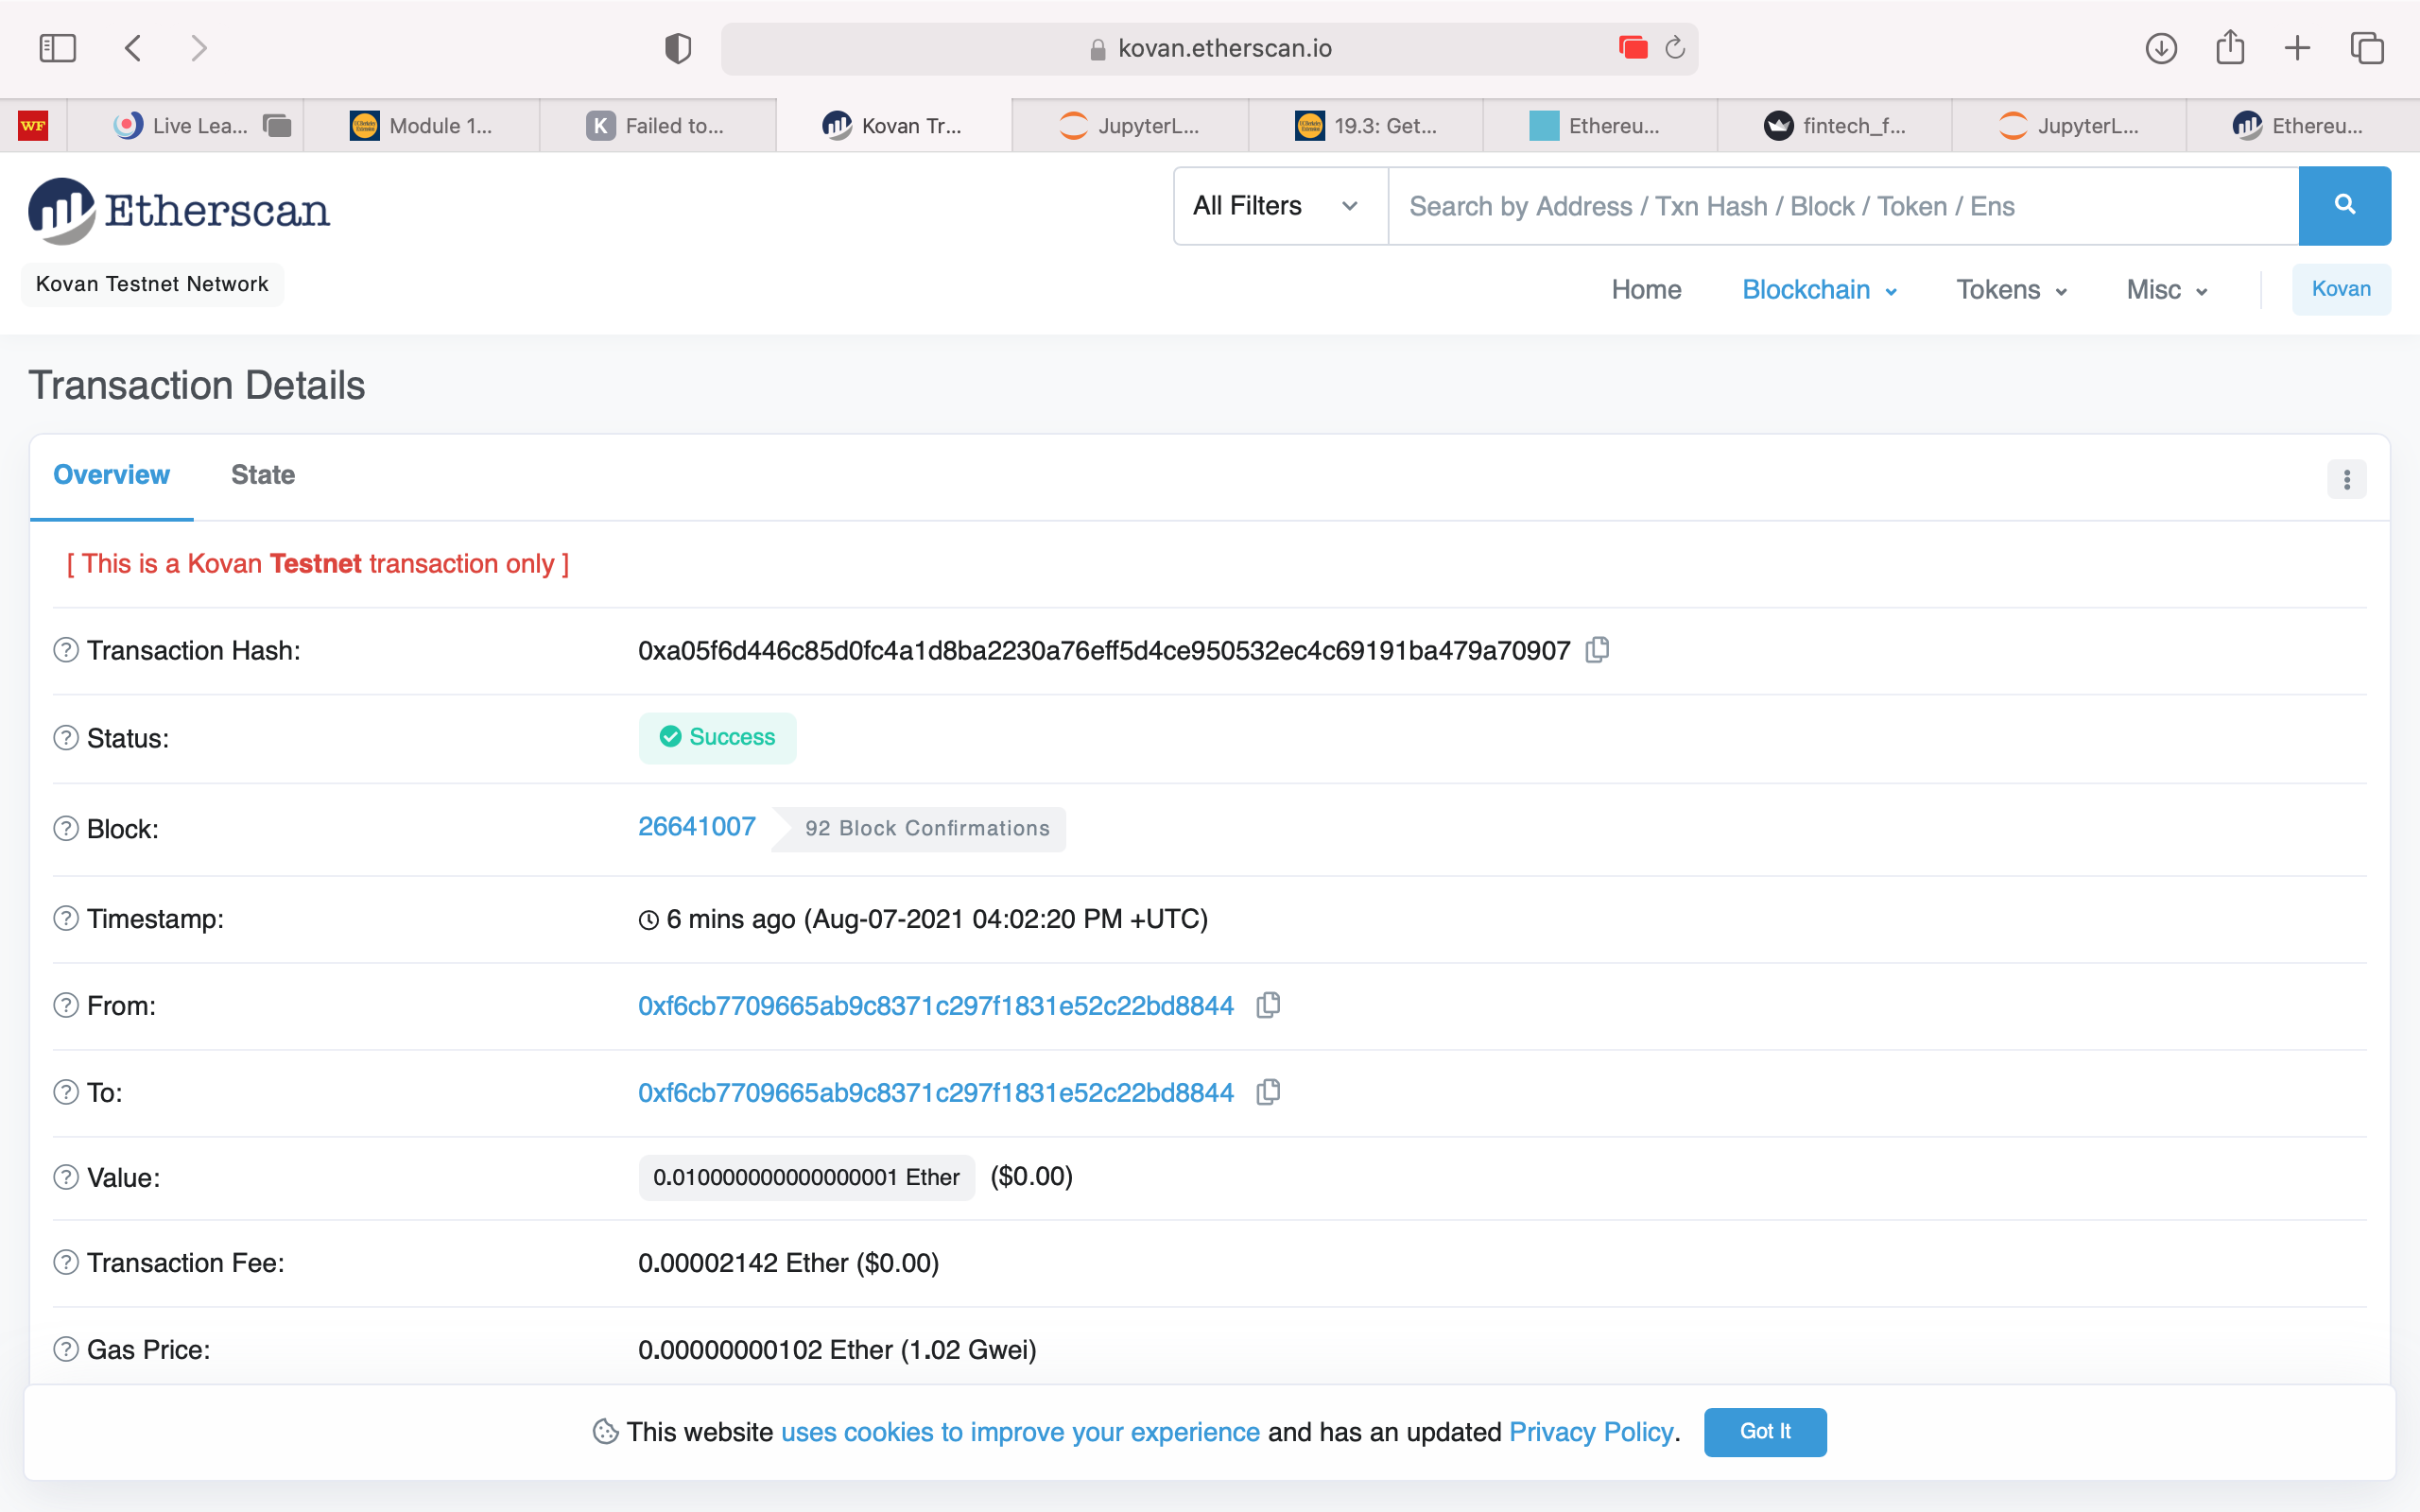 kovan.etherscan.io
WF
Live Lea...
Module 1...
K
Failed to...
Kovan Tr...
JupyterL...
19.3: Get...
Ethereu...
fintech_f...
JupyterL...
Ethereu...
Etherscan
All Filters
Search by Address / Txn Hash / Block / Token / Ens
Kovan Testnet Network
Home
Blockchain
Tokens
Misc
Kovan
Transaction Details
Overview
State
[ This is a Kovan Testnet transaction only ]
Transaction Hash:
0xa05f6d446c85d0fc4a1d8ba2230a76eff5d4ce950532ec4c69191ba479a70907
Status:
Success
Block:
26641007
92 Block Confirmations
Timestamp:
6 mins ago (Aug-07-2021 04:02:20 PM +UTC)
From:
0xf6cb7709665ab9c8371c297f1831e52c22bd8844
To:
0xf6cb7709665ab9c8371c297f1831e52c22bd8844
Value:
0.010000000000000001 Ether ($0.00)
Transaction Fee:
0.00002142 Ether ($0.00)
Gas Price:
0.00000000102 Ether (1.02 Gwei)
This website uses cookies to improve your experience and has an updated Privacy Policy.
Got It